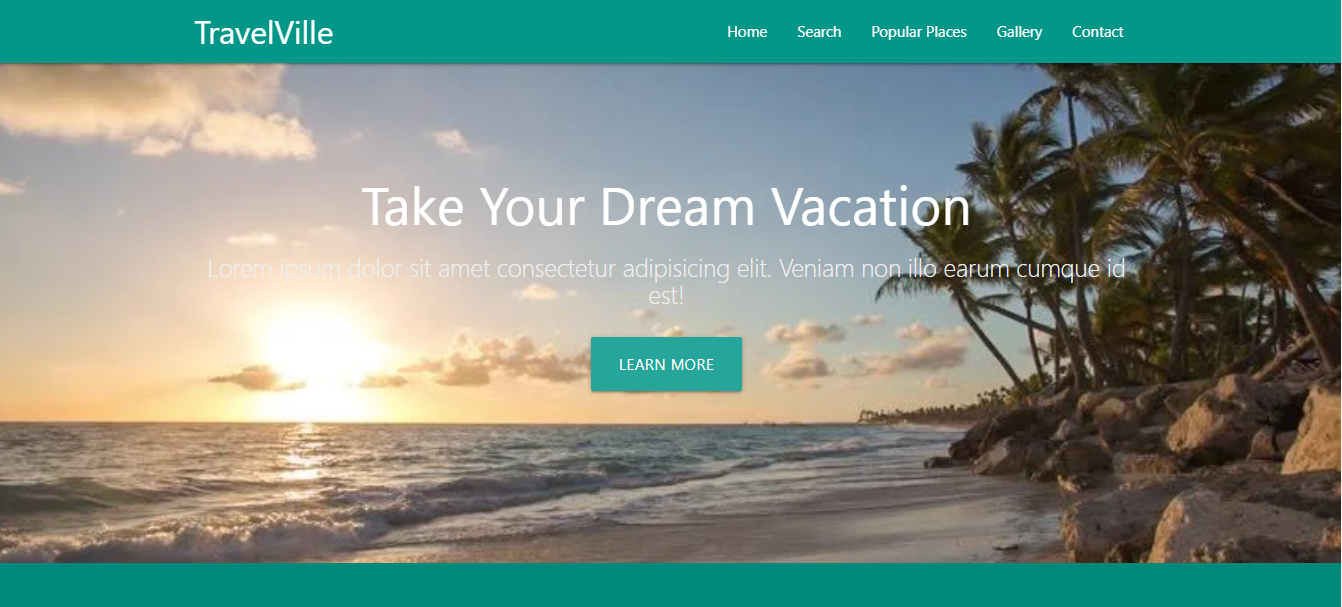 TravelVille
Home Search Popular Places Gallery Contact
Take Your Dream Vacation
Lorem ipsum dolor sit amet consectetur adipisicing elit. Veniam non illo earum cumque id
est!
LEARN MORE